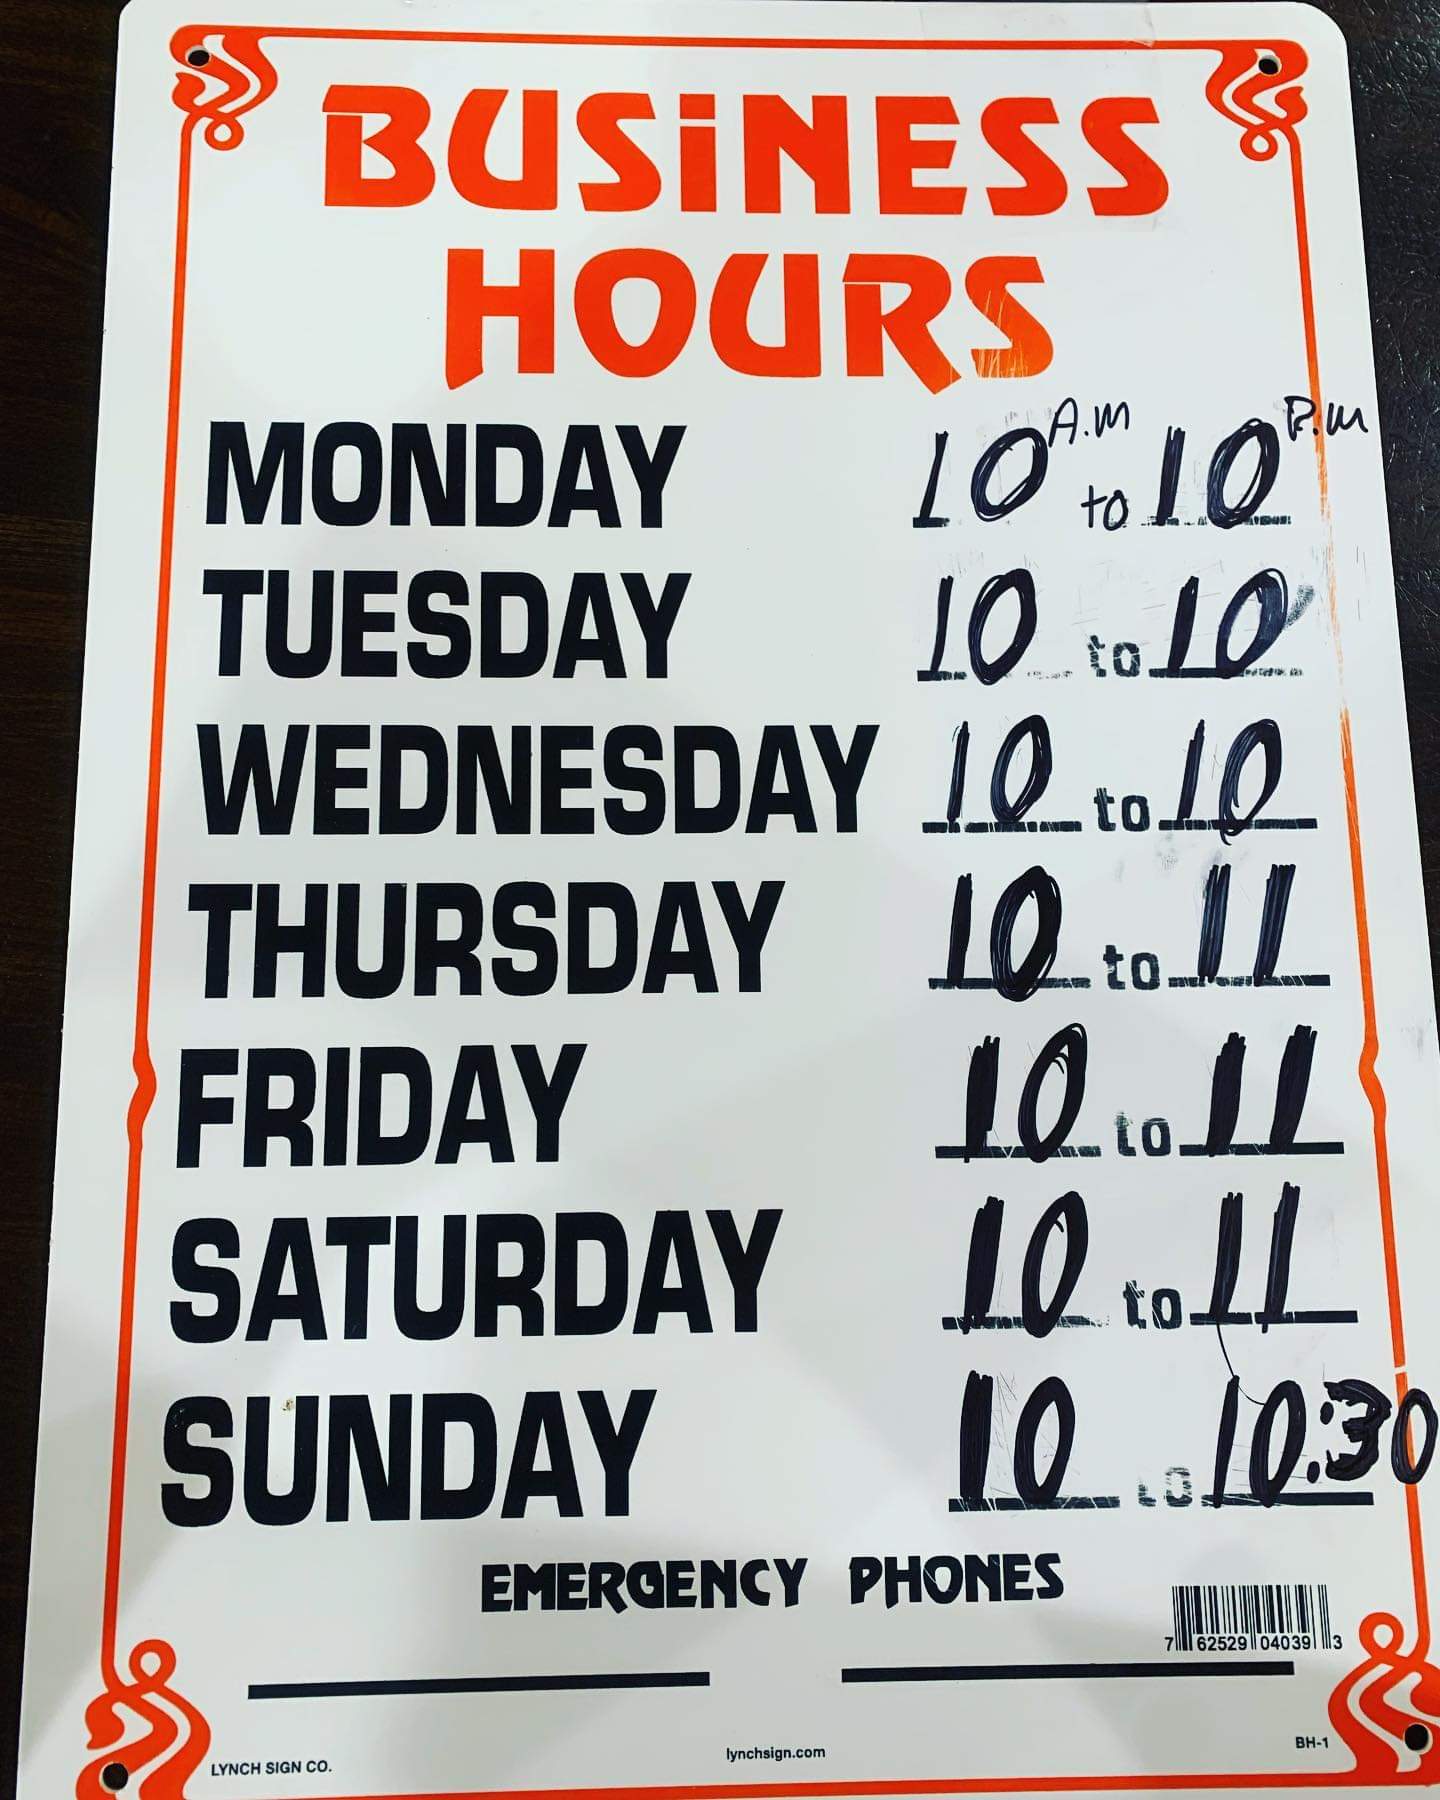 BUSiNESS
HOURS
MONDAY 10 A.M to 10 P.M
TUESDAY 10 to 10
WEDNESDAY 10 to 10
THURSDAY 10 to 11
FRIDAY 10 to 11
SATURDAY 10 to 11
SUNDAY 10 to 10:30
EMERGENCY PHONES
7 62529 04039 3
LYNCH SIGN CO. lynchsign.com BH-1